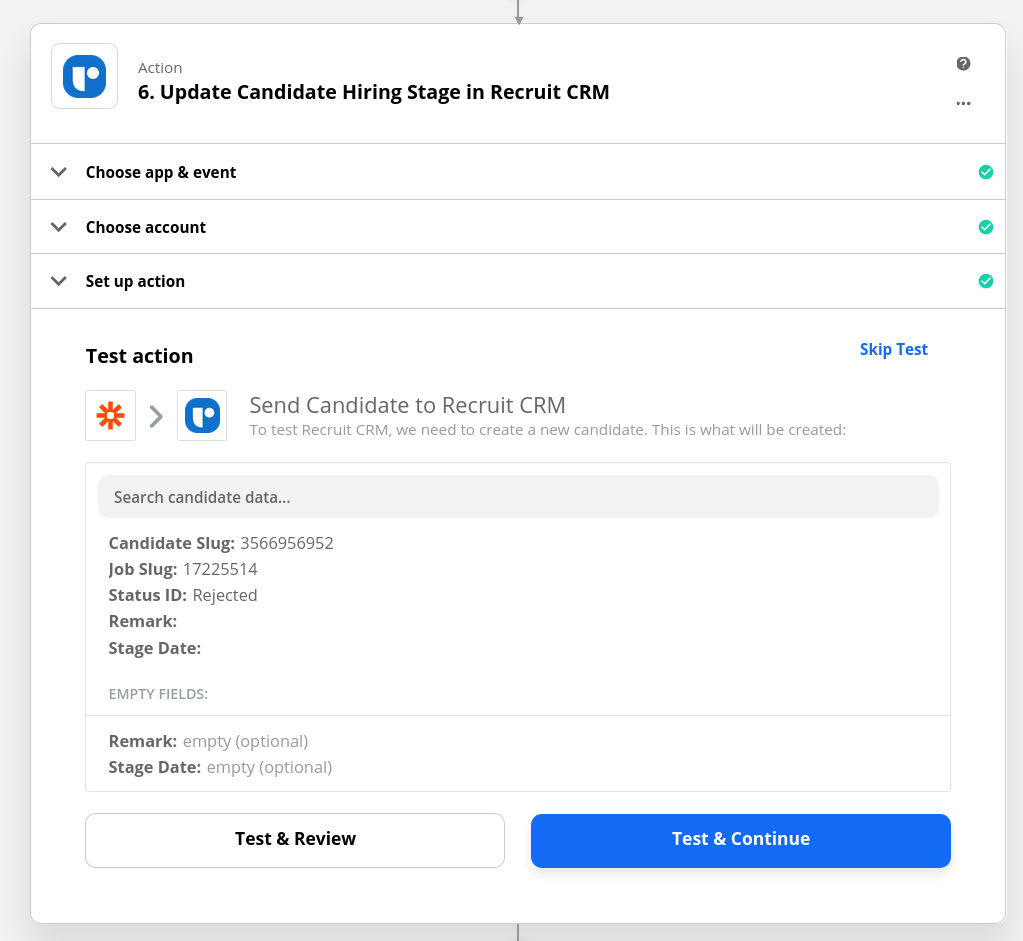 Action
6. Update Candidate Hiring Stage in Recruit CRM
Choose app & event
Choose account
Set up action
Test action
Skip Test
Send Candidate to Recruit CRM
To test Recruit CRM, we need to create a new candidate. This is what will be created:
Search candidate data...
Candidate Slug: 3566956952
Job Slug: 17225514
Status ID: Rejected
Remark:
Stage Date:
EMPTY FIELDS:
Remark: empty (optional)
Stage Date: empty (optional)
Test & Review
Test & Continue